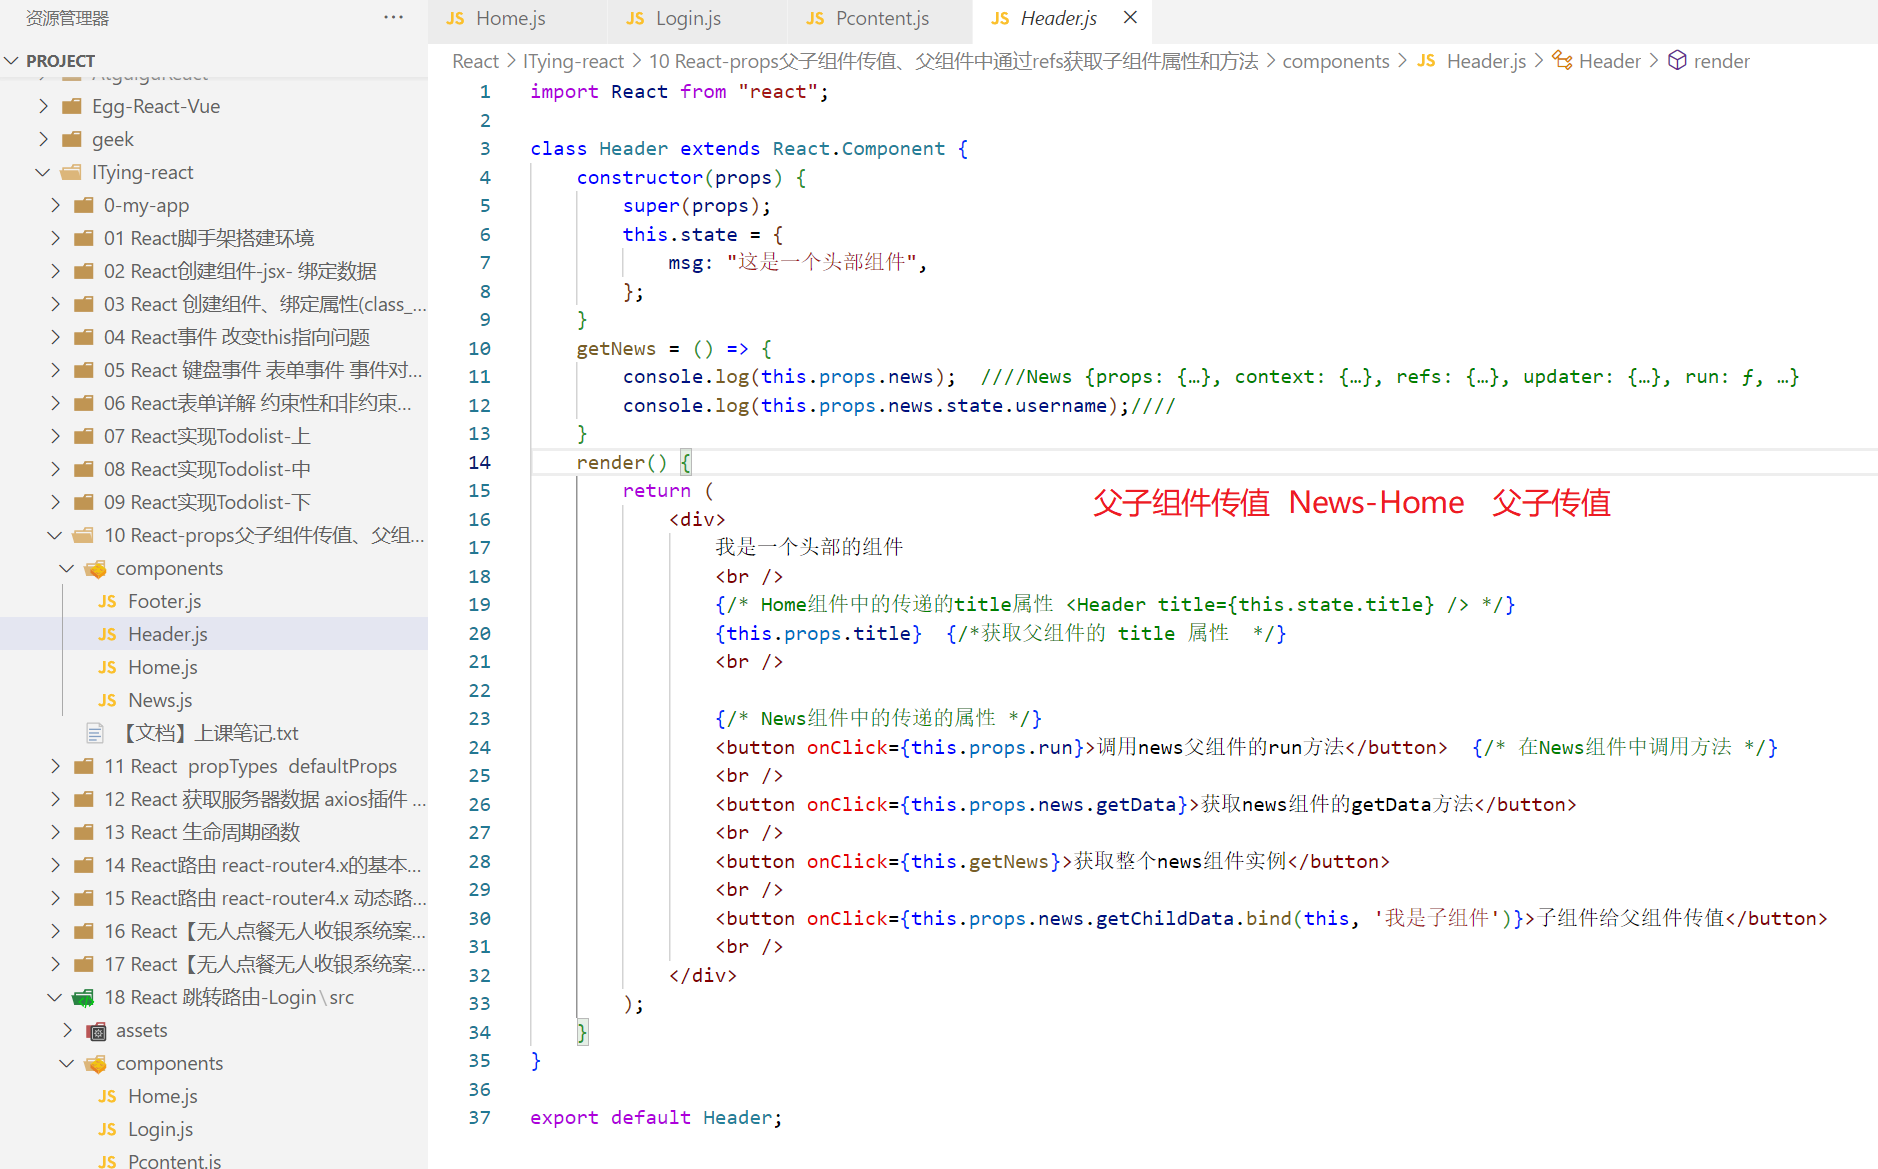 资源管理器
PROJECT
Egg-React-Vue
geek
ITying-react
0-my-app
01 React脚手架搭建环境
02 React创建组件-jsx- 绑定数据
03 React 创建组件、绑定属性(class_...
04 React事件 改变this指向问题
05 React 键盘事件 表单事件 事件对...
06 React表单详解 约束性和非约束...
07 React实现Todolist-上
08 React实现Todolist-中
09 React实现Todolist-下
10 React-props父子组件传值、父组...
components
JS Footer.js
JS Header.js
JS Home.js
JS News.js
【文档】上课笔记.txt
11 React propTypes defaultProps
12 React 获取服务器数据 axios插件 ...
13 React 生命周期函数
14 React路由 react-router4.x的基本...
15 React路由 react-router4.x 动态路...
16 React【无人点餐无人收银系统案...
17 React【无人点餐无人收银系统案...
18 React 跳转路由-Login\src
assets
components
JS Home.js
JS Login.js
JS Pcontent.js
JS Home.js JS Login.js JS Pcontent.js JS Header.js
React > ITying-react > 10 React-props父子组件传值、父组件中通过refs获取子组件属性和方法 > components > JS Header.js > Header > render
1 import React from "react";
2
3 class Header extends React.Component {
4 constructor(props) {
5 super(props);
6 this.state = {
7 msg: "这是一个头部组件",
8 };
9 }
10 getNews = () => {
11 console.log(this.props.news); ////News {props: {…}, context: {…}, refs: {…}, updater: {…}, run: ƒ, …}
12 console.log(this.props.news.state.username);////
13 }
14 render() {
15 return (
父子组件传值 News-Home 父子传值
16 <div>
17 我是一个头部的组件
18 <br />
19 {/* Home组件中的传递的title属性 <Header title={this.state.title} /> */}
20 {this.props.title} {/*获取父组件的 title 属性 */}
21 <br />
22
23 {/* News组件中的传递的属性 */}
24 <button onClick={this.props.run}>调用news父组件的run方法</button> {/* 在News组件中调用方法 */}
25 <br />
26 <button onClick={this.props.news.getData}>获取news组件的getData方法</button>
27 <br />
28 <button onClick={this.getNews}>获取整个news组件实例</button>
29 <br />
30 <button onClick={this.props.news.getChildData.bind(this, '我是子组件')}>子组件给父组件传值</button>
31 <br />
32 </div>
33 );
34 }
35 }
36
37 export default Header;